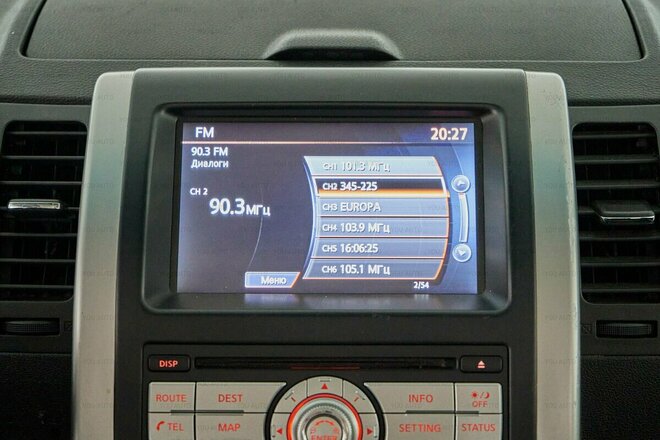 FM 20:27
90.3 FM
Диалоги
CH 2
90.3МГц
CH1 101.3 МГц
CH2 345-225
CH3 EUROPA
CH4 103.9 МГц
CH5 16:06:25
CH6 105.1 МГц
Меню
2/54
DISP
ROUTE DEST INFO OFF
TEL MAP ENTER SETTING STATUS